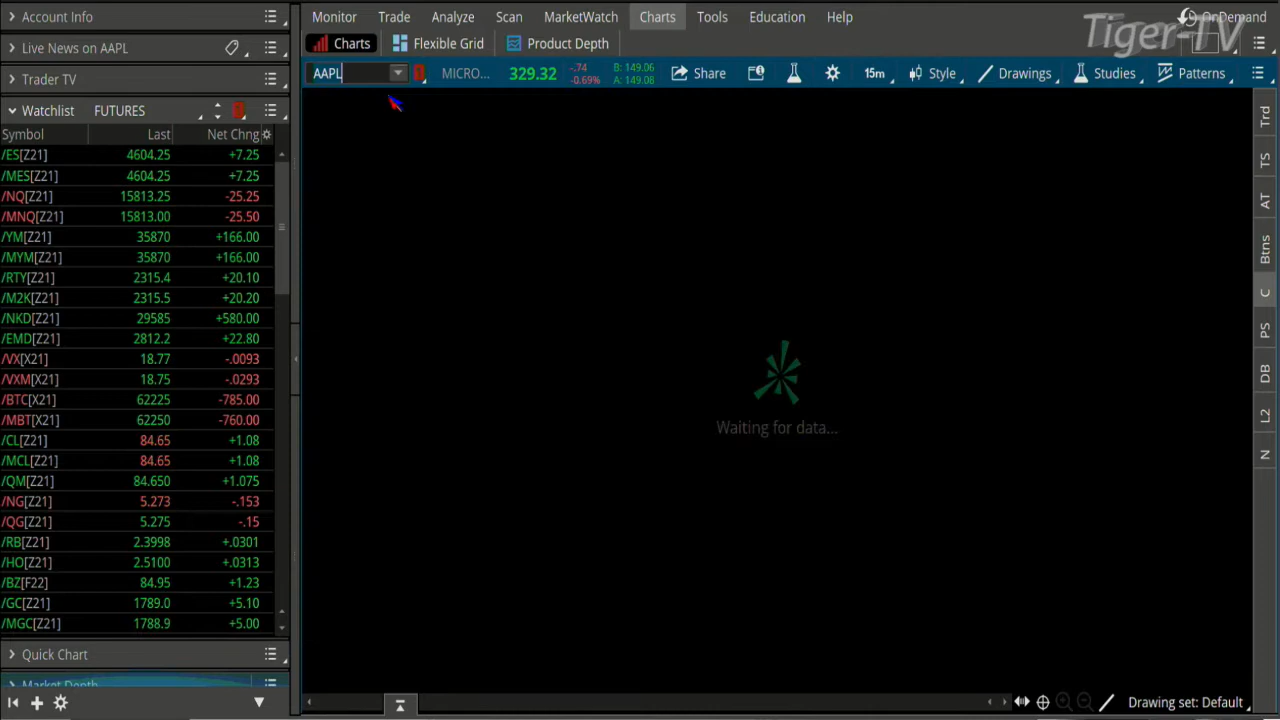 Account Info
Live News on AAPL
Trader TV
Watchlist FUTURES
Symbol Last Net Chng
/ES[Z21] 4604.25 +7.25
/MES[Z21] 4604.25 +7.25
/NQ[Z21] 15813.25 -25.25
/MNQ[Z21] 15813.00 -25.50
/YM[Z21] 35870 +166.00
/MYM[Z21] 35870 +166.00
/RTY[Z21] 2315.4 +20.10
/M2K[Z21] 2315.5 +20.20
/NKD[Z21] 29585 +580.00
/EMD[Z21] 2812.2 +22.80
/VX[X21] 18.77 -.0093
/VXM[X21] 18.75 -.0293
/BTC[X21] 62225 -785.00
/MBT[X21] 62250 -760.00
/CL[Z21] 84.65 +1.08
/MCL[Z21] 84.65 +1.08
/QM[Z21] 84.650 +1.075
/NG[Z21] 5.273 -.153
/QG[Z21] 5.275 -.15
/RB[Z21] 2.3998 +.0301
/HO[Z21] 2.5100 +.0313
/BZ[F22] 84.95 +1.23
/GC[Z21] 1789.0 +5.10
/MGC[Z21] 1788.9 +5.00
Quick Chart
Market Depth
Monitor Trade Analyze Scan MarketWatch Charts Tools Education Help
OnDemand
Tiger-TV
Charts Flexible Grid Product Depth
AAPL MICRO... 329.32 -.74 -0.69% B: 149.06 A: 149.08 Share 15m Style Drawings Studies Patterns
Waiting for data...
Trd
TS
AT
Btns
C
PS
DB
L2
N
Drawing set: Default